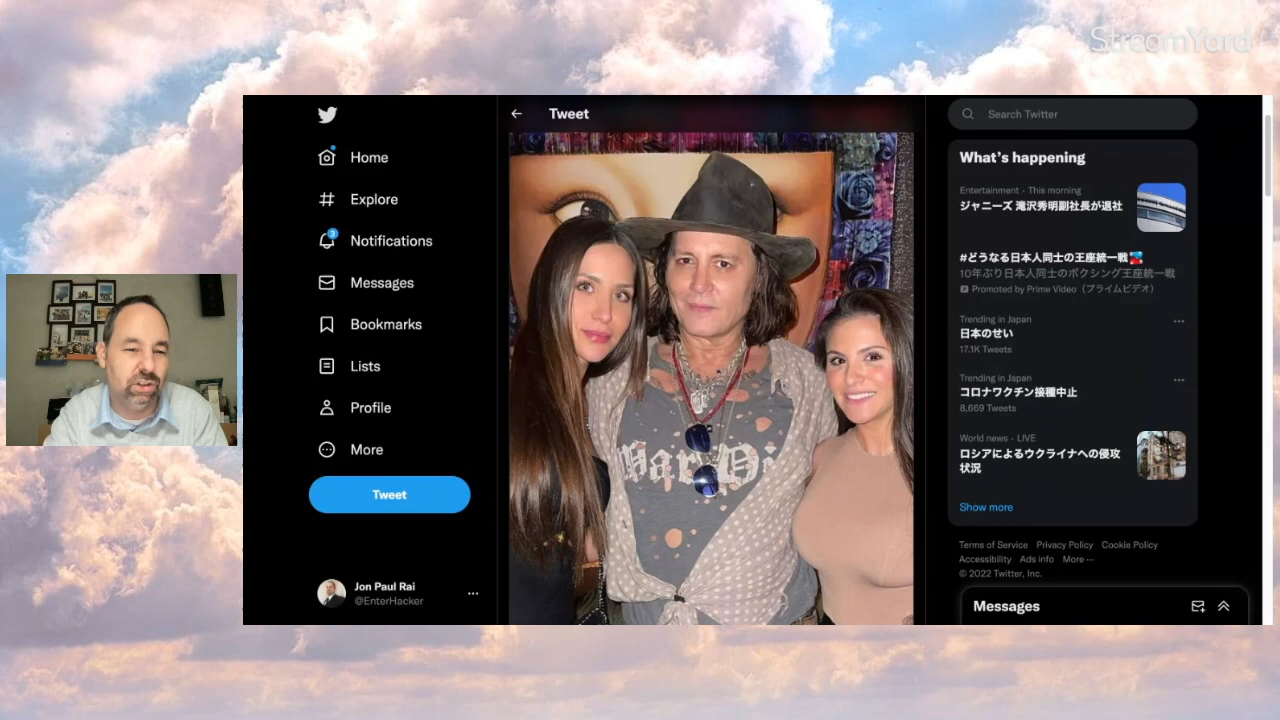 StreamYard
Home
Explore
3
Notifications
Messages
Bookmarks
Lists
Profile
More
Tweet
Jon Paul Rai
@EnterHacker
Tweet
Search Twitter
What's happening
Entertainment · This morning
ジャニーズ 滝沢秀明副社長が退社
#どうなる日本人同士の王座統一戦
10年ぶり日本人同士のボクシング王座統一戦
Promoted by Prime Video（プライムビデオ）
Trending in Japan
日本のせい
17.1K Tweets
Trending in Japan
コロナワクチン接種中止
8,669 Tweets
World news · LIVE
ロシアによるウクライナへの侵攻
状況
Show more
Terms of Service Privacy Policy Cookie Policy
Accessibility Ads info More ···
© 2022 Twitter, Inc.
Messages